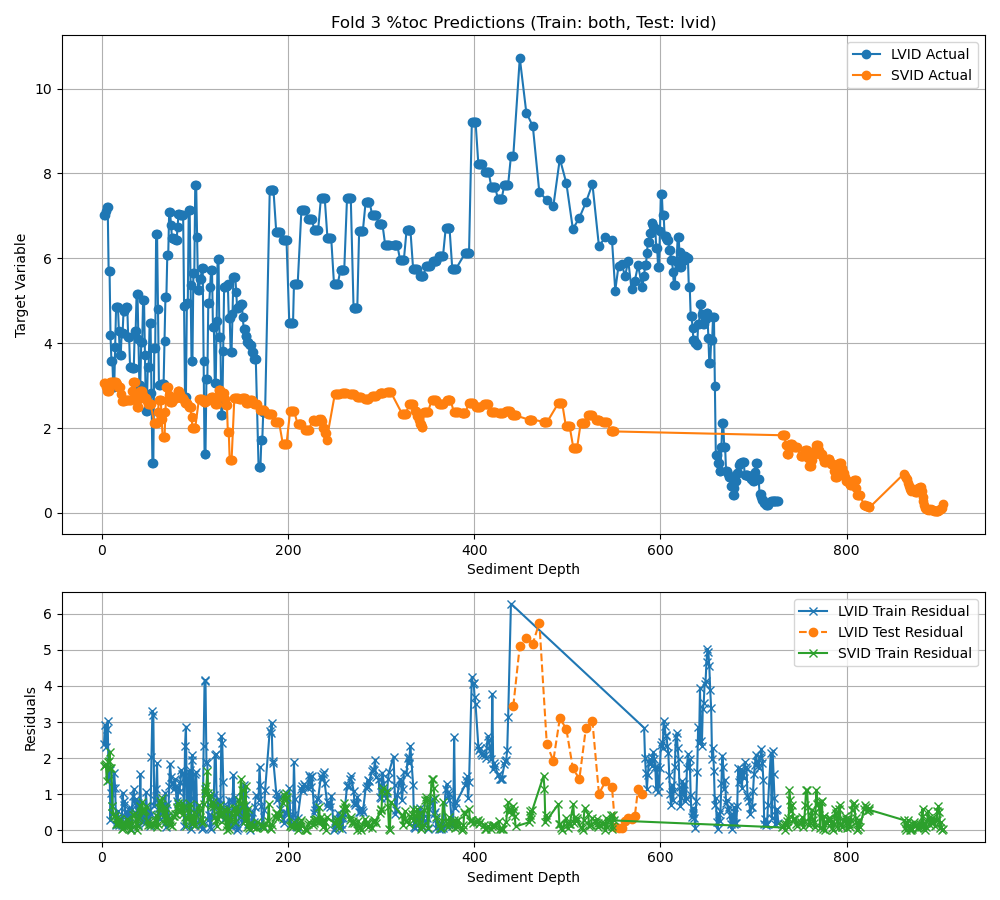 Fold 3 %toc Predictions (Train: both, Test: lvid)
Target Variable
10
8
6
4
2
0
LVID Actual
SVID Actual
0 200 400 600 800
Sediment Depth
Residuals
6
5
4
3
2
1
0
LVID Train Residual
LVID Test Residual
SVID Train Residual
0 200 400 600 800
Sediment Depth